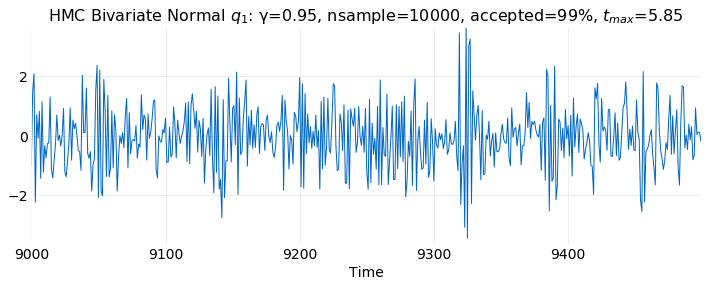 HMC Bivariate Normal q₁: γ=0.95, nsample=10000, accepted=99%, tₘₐₓ=5.85
2
0
−2
9000 9100 9200 9300 9400
Time